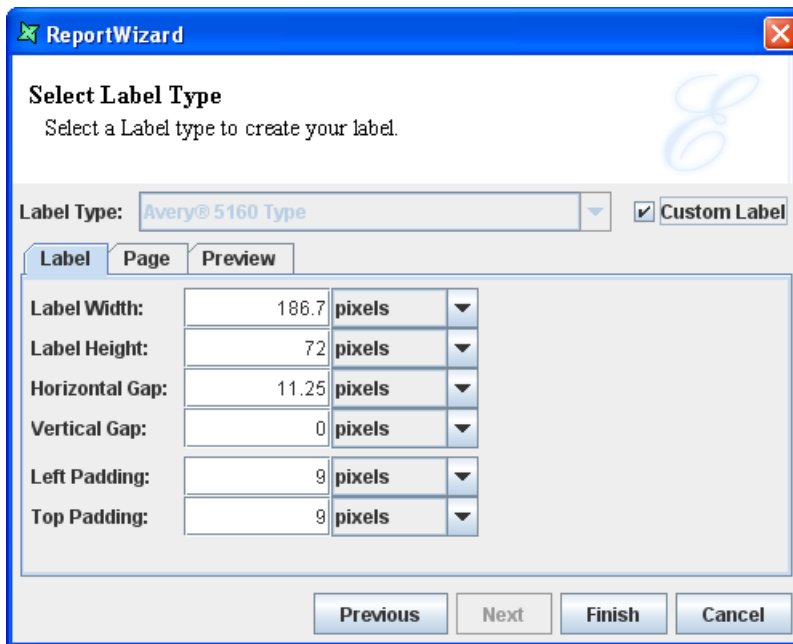 ReportWizard
Select Label Type
Select a Label type to create your label.
Label Type: Avery® 5160 Type Custom Label
Label Page Preview
Label Width: 186.7 pixels
Label Height: 72 pixels
Horizontal Gap: 11.25 pixels
Vertical Gap: 0 pixels
Left Padding: 9 pixels
Top Padding: 9 pixels
Previous Next Finish Cancel